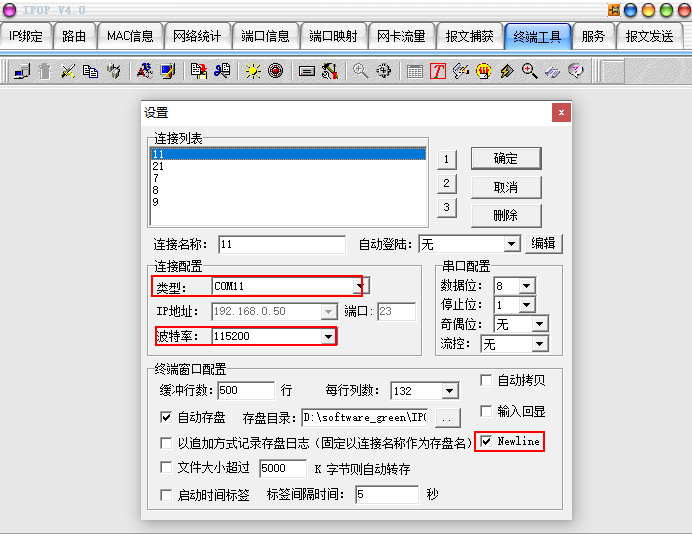 IPOP V4.0
IP绑定 路由 MAC信息 网络统计 端口信息 端口映射 网卡流量 报文捕获 终端工具 服务 报文发送
设置
连接列表
11
21
7
8
9
1
2
3
确定
取消
删除
连接名称: 11 自动登陆: 无 编辑
连接配置
类型: COM11
IP地址: 192.168.0.50 端口: 23
波特率: 115200
串口配置
数据位: 8
停止位: 1
奇偶位: 无
流控: 无
终端窗口配置
缓冲行数: 500 行 每行列数: 132 自动拷贝
自动存盘 存盘目录: D:\software_green\IPO .. 输入回显
以追加方式记录存盘日志(固定以连接名称作为存盘名) Newline
文件大小超过 5000 K 字节则自动转存
启动时间标签 标签间隔时间: 5 秒